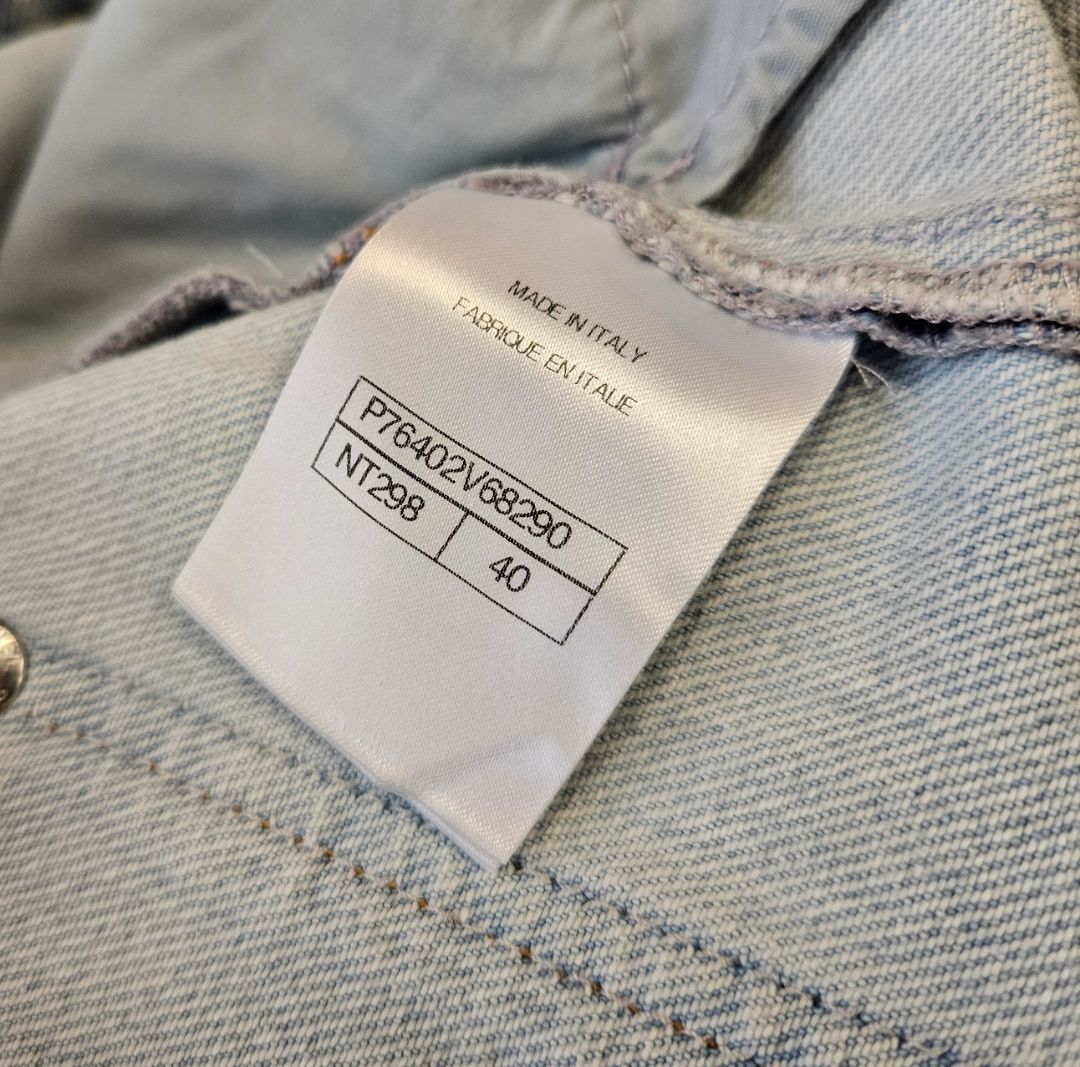 MADE IN ITALY
FABRIQUE EN ITALIE
P76402V68290
NT298 40